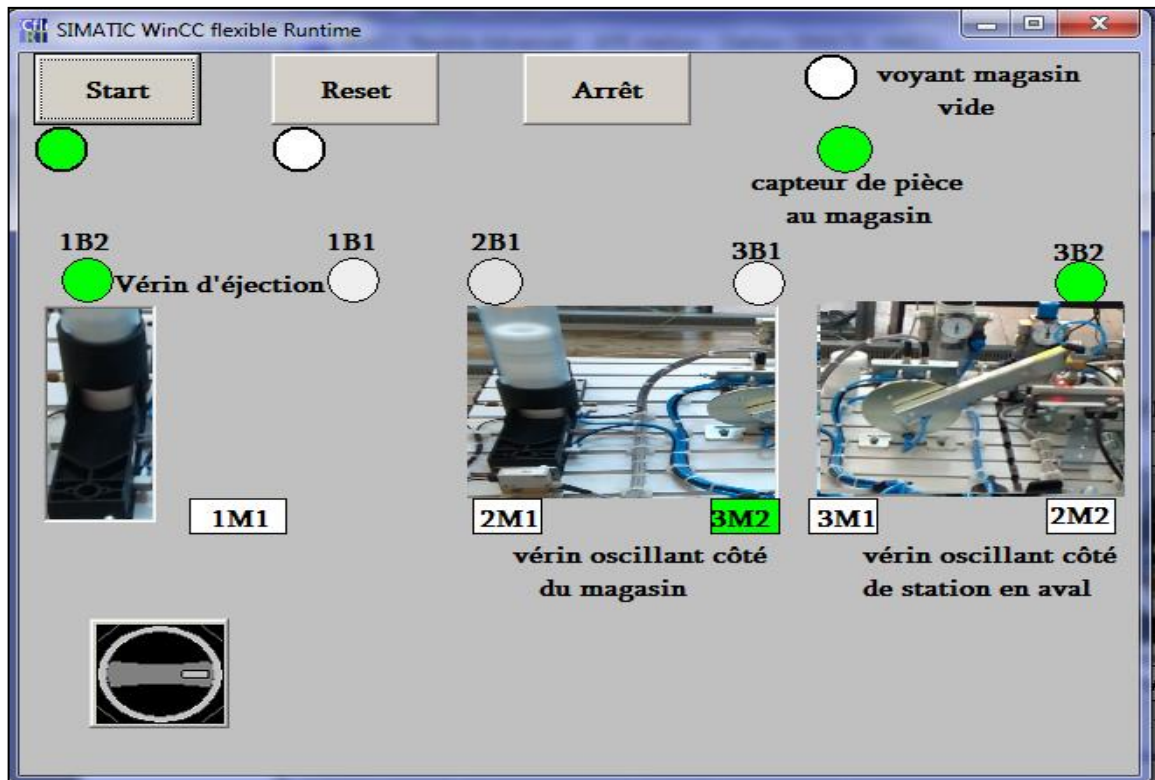 SIMATIC WinCC flexible Runtime
Start
Reset
Arrêt
voyant magasin
vide
capteur de pièce
au magasin
1B2
1B1
2B1
3B1
3B2
Vérin d'éjection
1M1
2M1
3M2
3M1
2M2
vérin oscillant côté
du magasin
vérin oscillant côté
de station en aval